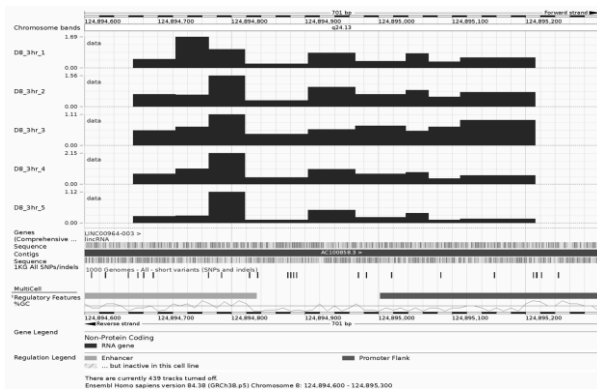 701 bp Forward strand
124,894,600 124,894,700 124,894,800 124,894,900 124,895,000 124,895,100 124,895,200
Chromosome bands q24.13
1.69 data
D8_3hr_1
0.00
1.56 data
D8_3hr_2
0.00
3.11 data
D8_3hr_3
0.00
2.15 data
D8_3hr_4
0.00
1.12 data
D8_3hr_5
0.00
Genes LINC00964-003 >
(Comprehensive ... lincRNA
Sequence
Contigs AC100858.3 >
Sequence
1KG All SNPs/indels
1000 Genomes - All - short variants (SNPs and indels)
MultiCell
Regulatory Features
%GC
124,894,600 124,894,700 124,894,800 124,894,900 124,895,000 124,895,100 124,895,200
Reverse strand 701 bp
Gene Legend
Non-Protein Coding
RNA gene
Regulation Legend Enhancer Promoter Flank
... but inactive in this cell line
There are currently 439 tracks turned off.
Ensembl Homo sapiens version 84.38 (GRCh38.p5) Chromosome 8: 124,894,600 - 124,895,300